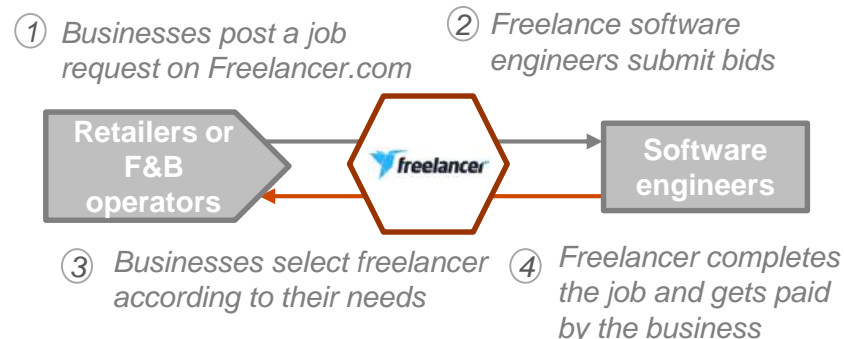 1 Businesses post a job
request on Freelancer.com
2 Freelance software
engineers submit bids
Retailers or
F&B
operators
freelancer
Software
engineers
3 Businesses select freelancer
according to their needs
4 Freelancer completes
the job and gets paid
by the business